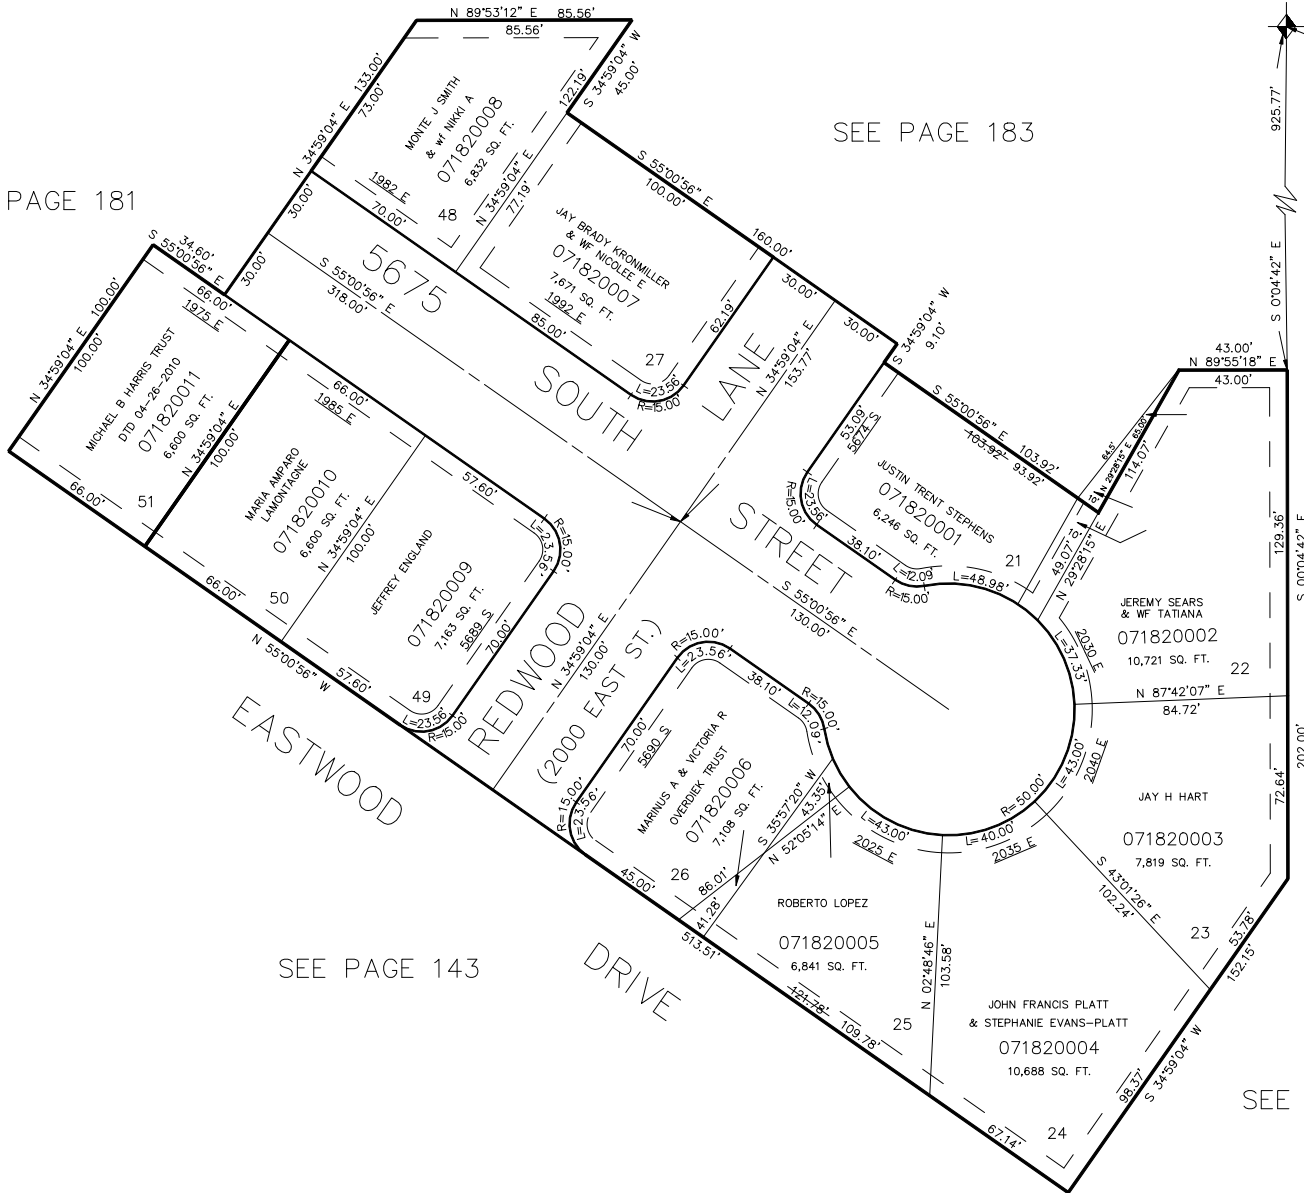 N 89°53'12" E 85.56'
85.56'
N 34°59'04" E 133.00'
73.00'
122.19'
S 34°59'04" W
45.00'
MONTE J SMITH
& wf NIKKI A
071820008
6,832 SQ. FT.
1982 E
70.00'
48
N 34°59'04" E
77.19'
SEE PAGE 183
925.77'
S 0°04'42" E
PAGE 181
S 55°00'56" E
100.00'
160.00'
JAY BRADY KRONMILLER
& WF NICOLEE E
071820007
7,671 SQ. FT.
1992 E
85.00'
27
62.19'
L=23.56'
R=15.00'
30.00'
30.00'
30.00'
30.00'
S 34°59'04" W
9.10'
34.60'
S 55°00'56" E
66.00'
1975 E
N 34°59'04" E 100.00'
100.00'
MICHAEL B HARRIS TRUST
DTD 04-26-2010
071820011
6,600 SQ. FT.
66.00'
51
N 34°59'04" E
100.00'
5675
SOUTH
LANE
S 55°00'56" E
318.00'
N 34°59'04" E
153.77'
66.00'
1985 E
MARIA AMPARO
LAMONTAGNE
071820010
6,600 SQ. FT.
66.00'
50
N 34°59'04" E
100.00'
57.60'
JEFFREY ENGLAND
071820009
7,163 SQ. FT.
5689 S
70.00'
R=15.00'
L=23.56'
49
57.60'
L=23.56'
R=15.00'
N 55°00'56" W
43.00'
N 89°55'18" E
43.00'
S 55°00'56" E 103.92'
103.92'
93.92'
53.09'
5674 S
JUSTIN TRENT STEPHENS
071820001
6,246 SQ. FT.
R=15.00'
L=23.56'
38.10'
L=12.09
R=15.00'
L=48.98'
21
64.5'
N 29°28'15" E 65.00
114.07'
10'
10'
49.07'
N 29°28'15" E
129.36'
S 00°04'42" E
202.00'
STREET
S 55°00'56" E
130.00'
JEREMY SEARS
& WF TATIANA
071820002
10,721 SQ. FT.
22
L=37.33'
2030 E
N 87°42'07" E
84.72'
REDWOOD
(2000 EAST ST.)
N 34°59'04" E
130.00'
R=15.00'
L=23.56'
38.10'
R=15.00'
L=12.09'
70.00'
5690 S
MARINUS A & VICTORIA R
OVERDIEK TRUST
071820006
7,108 SQ. FT.
R=15.00'
L=23.56'
26
45.00'
86.01'
S 35°57'20" W
43.35'
N 52°05'14" E
41.28'
513.51'
L=43.00'
2040 E
R=50.00'
JAY H HART
071820003
7,819 SQ. FT.
72.64'
23
53.78'
152.15'
S 43°01'26" E
102.24'
L=43.00'
2025 E
L=40.00'
2035 E
ROBERTO LOPEZ
071820005
6,841 SQ. FT.
25
121.78'
109.78'
N 02°48'46" E
103.58'
JOHN FRANCIS PLATT
& STEPHANIE EVANS-PLATT
071820004
10,688 SQ. FT.
24
67.14'
98.37'
S 34°59'04" W
EASTWOOD
DRIVE
SEE PAGE 143
SEE